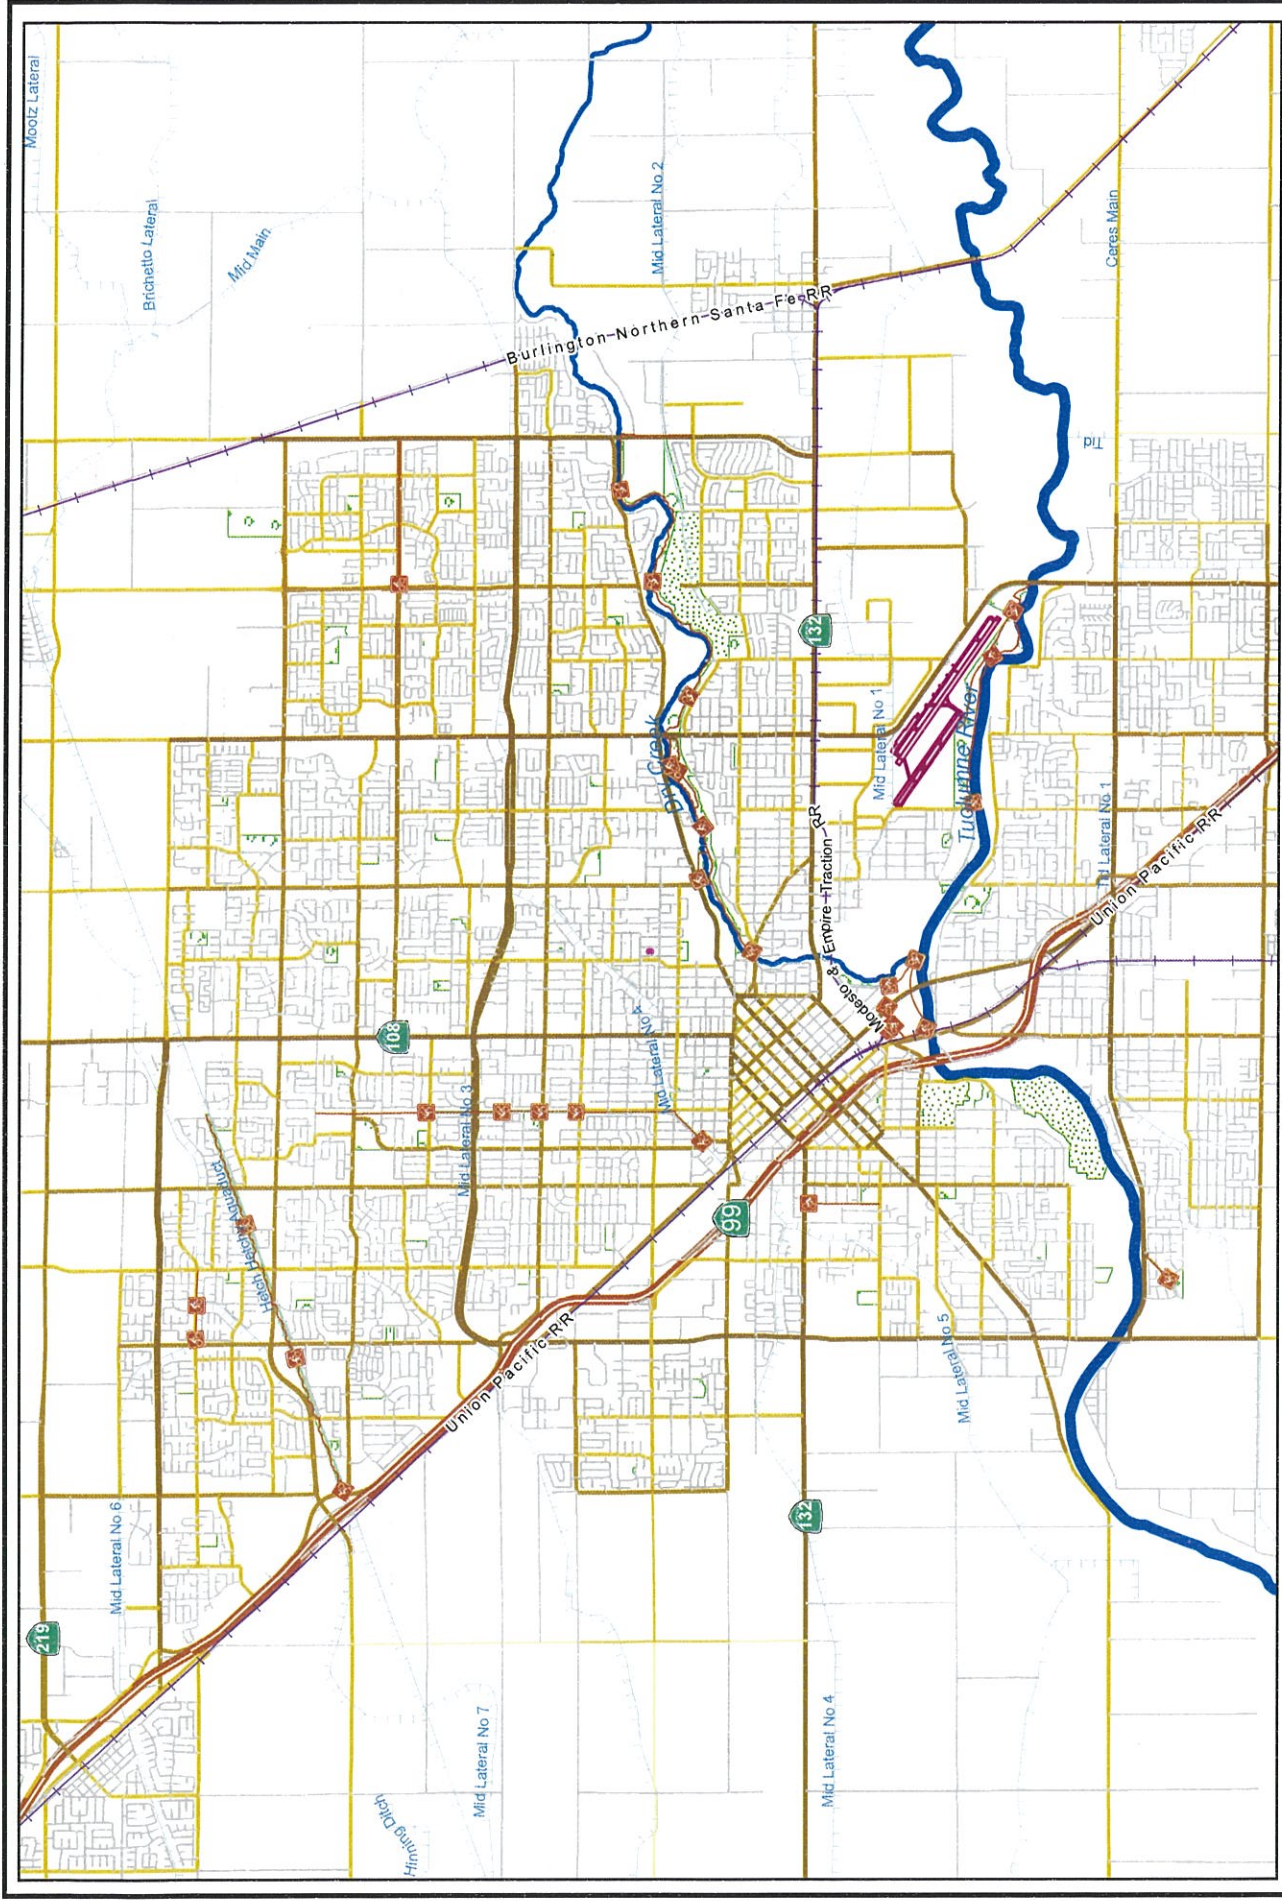 Mootz Lateral
Brichetto Lateral
Mid Main
Mid Lateral No 2
Ceres Main
Burlington Northern Santa Fe RR
Tid
132
Mid Lateral No 1
Dry Creek
Tuolumne River
Modesto & Empire Traction RR
Lateral No 1
Union Pacific RR
108
Mid Lateral No 4
Mid Lateral No 3
Hetch Hetchy Aquaduct
99
Union Pacific RR
Mid Lateral No 5
132
Mid Lateral No 6
219
Mid Lateral No 7
Mid Lateral No 4
Hinning Ditch